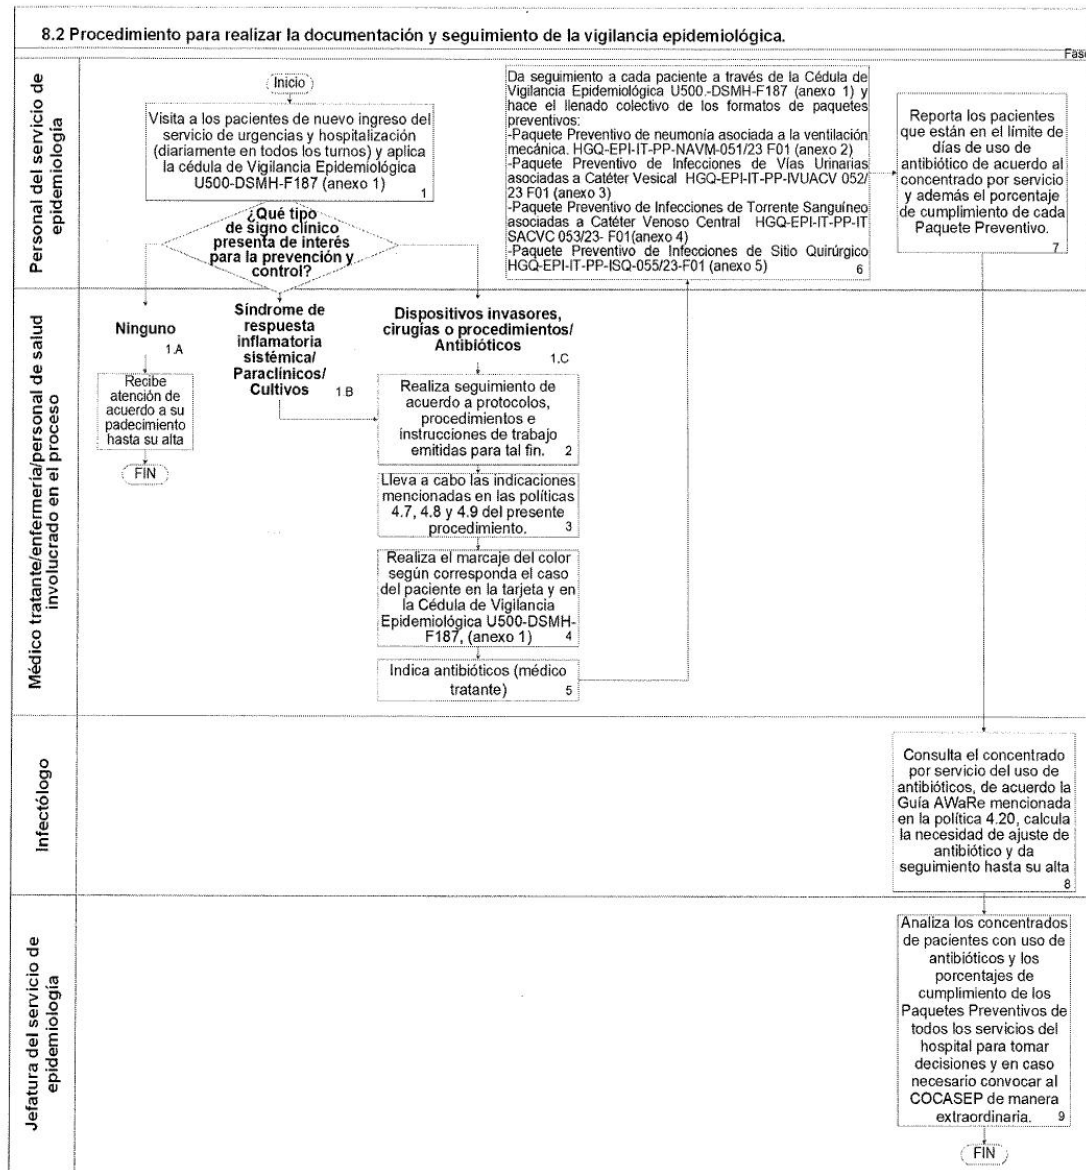 8.2 Procedimiento para realizar la documentación y seguimiento de la vigilancia epidemiológica.
Fase
Personal del servicio de
epidemiología
Inicio
Visita a los pacientes de nuevo ingreso del
servicio de urgencias y hospitalización
(diariamente en todos los turnos) y aplica
la cédula de Vigilancia Epidemiológica
U500-DSMH-F187 (anexo 1)
1
¿Qué tipo
de signo clínico
presenta de interés
para la prevención y
control?
Da seguimiento a cada paciente a través de la Cédula de
Vigilancia Epidemiológica U500.-DSMH-F187 (anexo 1) y
hace el llenado colectivo de los formatos de paquetes
preventivos:
-Paquete Preventivo de neumonía asociada a la ventilación
mecánica. HGQ-EPI-IT-PP-NAVM-051/23 F01 (anexo 2)
-Paquete Preventivo de Infecciones de Vías Urinarias
asociadas a Catéter Vesical HGQ-EPI-IT-PP-IVUACV 052/
23 F01 (anexo 3)
-Paquete Preventivo de Infecciones de Torrente Sanguíneo
asociadas a Catéter Venoso Central HGQ-EPI-IT-PP-IT
SACVC 053/23- F01(anexo 4)
-Paquete Preventivo de Infecciones de Sitio Quirúrgico
HGQ-EPI-IT-PP-ISQ-055/23-F01 (anexo 5)
6
Reporta los pacientes
que están en el límite de
días de uso de
antibiótico de acuerdo al
concentrado por servicio
y además el porcentaje
de cumplimiento de cada
Paquete Preventivo.
7
Médico tratante/enfermería/personal de salud
involucrado en el proceso
Ninguno
1.A
Recibe
atención de
acuerdo a su
padecimiento
hasta su alta
FIN
Síndrome de
respuesta
inflamatoria
sistémica/
Paraclínicos/
Cultivos
1.B
Dispositivos invasores,
cirugías o procedimientos/
Antibióticos
1.C
Realiza seguimiento de
acuerdo a protocolos,
procedimientos e
instrucciones de trabajo
emitidas para tal fin.
2
Lleva a cabo las indicaciones
mencionadas en las políticas
4.7, 4.8 y 4.9 del presente
procedimiento.
3
Realiza el marcaje del color
según corresponda el caso
del paciente en la tarjeta y en
la Cédula de Vigilancia
Epidemiológica U500-DSMH-
F187, (anexo 1)
4
Indica antibióticos (médico
tratante)
5
Infectólogo
Consulta el concentrado
por servicio del uso de
antibióticos, de acuerdo la
Guía AWaRe mencionada
en la política 4.20, calcula
la necesidad de ajuste de
antibiótico y da
seguimiento hasta su alta
8
Jefatura del servicio de
epidemiología
Analiza los concentrados
de pacientes con uso de
antibióticos y los
porcentajes de
cumplimiento de los
Paquetes Preventivos de
todos los servicios del
hospital para tomar
decisiones y en caso
necesario convocar al
COCASEP de manera
extraordinaria.
9
FIN